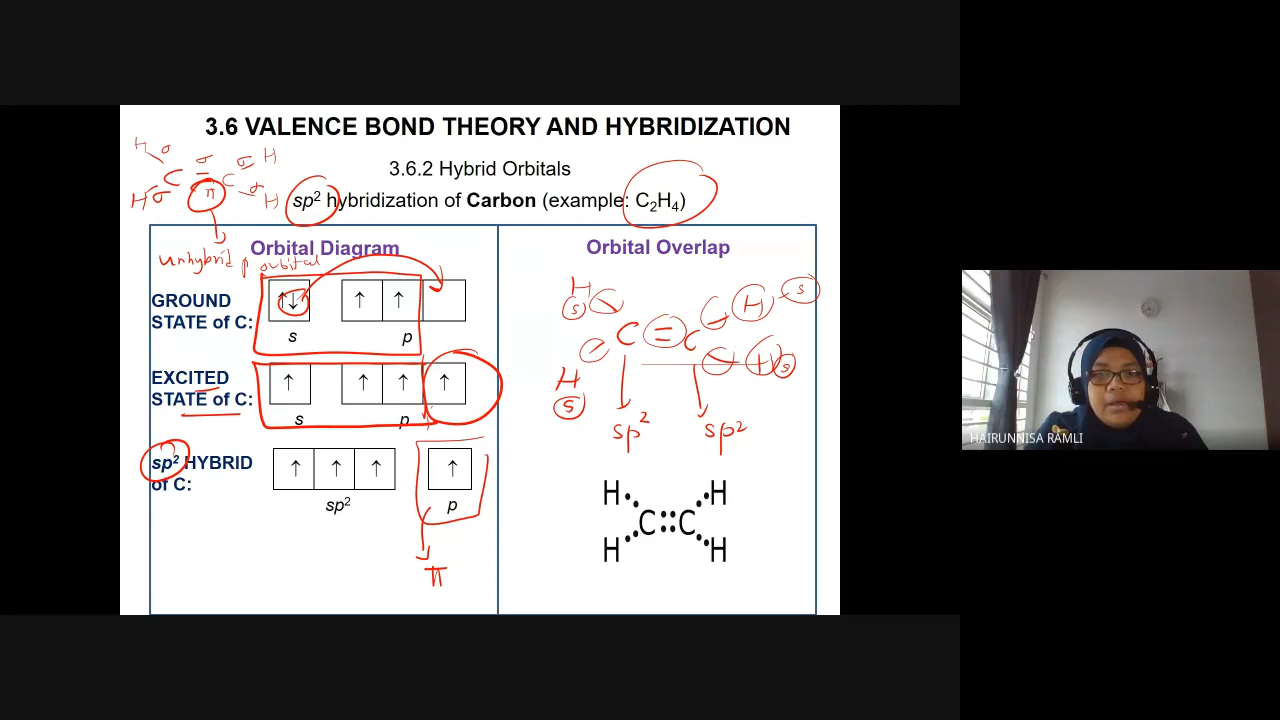 3.6 VALENCE BOND THEORY AND HYBRIDIZATION
3.6.2 Hybrid Orbitals
sp² hybridization of Carbon (example: C₂H₄)
H σ σ σ H
C = C
H σ π σ H
unhybrid p orbital
Orbital Diagram
GROUND
STATE of C:
↑↓ ↑ ↑
s p
EXCITED
STATE of C:
↑ ↑ ↑ ↑
s p
sp² HYBRID
of C:
↑ ↑ ↑ ↑
sp² p
π
Orbital Overlap
H
s H s
C = C
H H s
s
sp² sp²
H H
C :: C
H H
HAIRUNNISA RAMLI